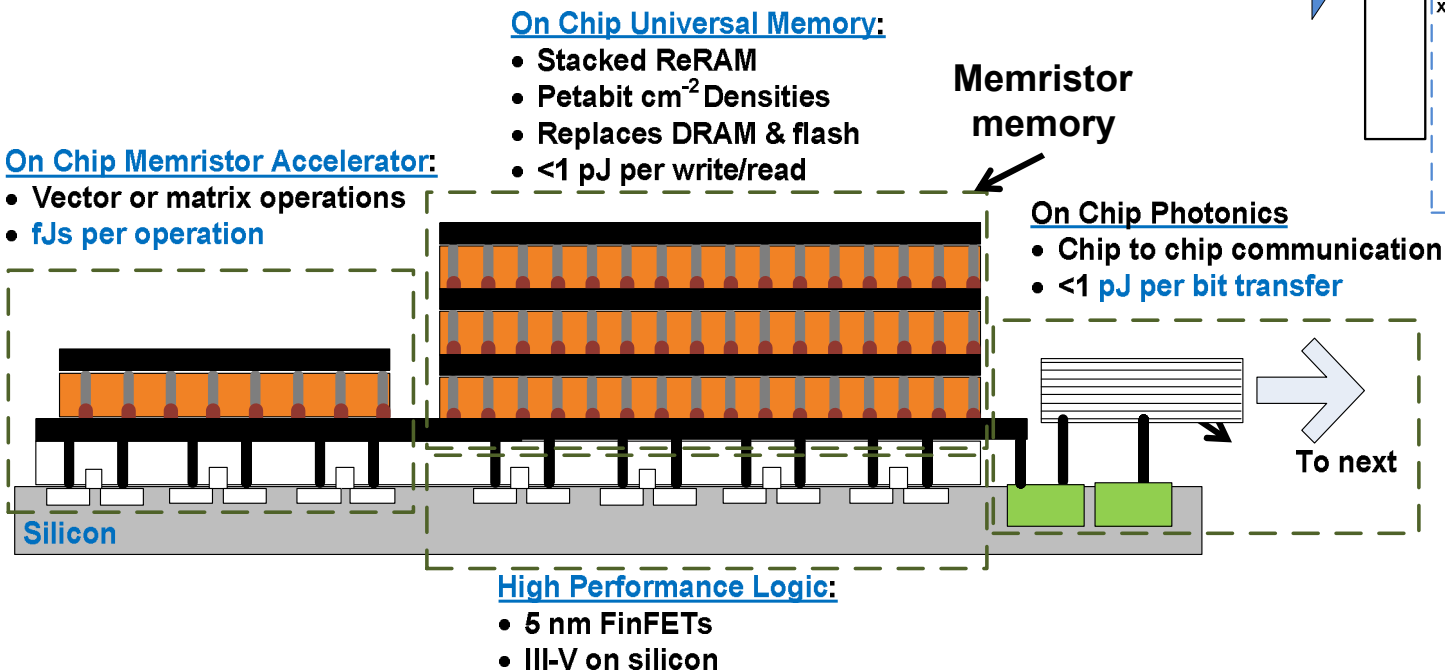 On Chip Universal Memory:
• Stacked ReRAM
• Petabit cm-2 Densities
• Replaces DRAM & flash
• <1 pJ per write/read
Memristor
memory
On Chip Memristor Accelerator:
• Vector or matrix operations
• fJs per operation
On Chip Photonics
• Chip to chip communication
• <1 pJ per bit transfer
To next
Silicon
High Performance Logic:
• 5 nm FinFETs
• III-V on silicon
x